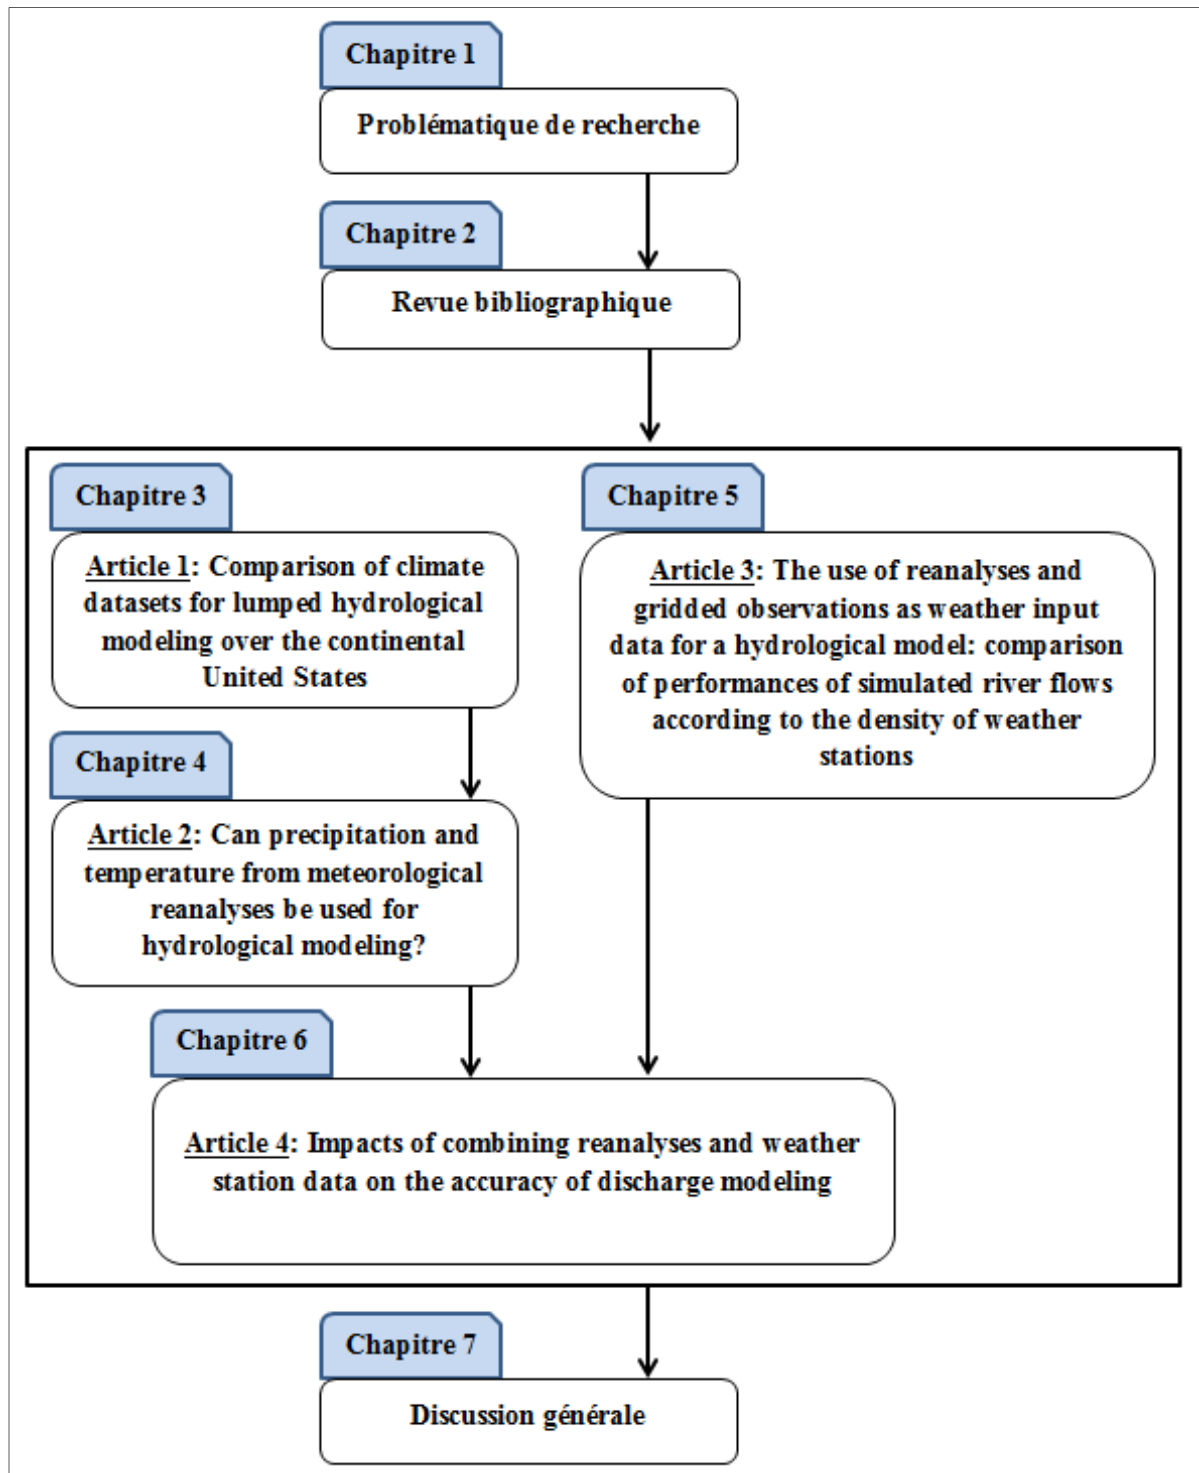 Chapitre 1
Problématique de recherche
Chapitre 2
Revue bibliographique
Chapitre 3
Article 1: Comparison of climate
datasets for lumped hydrological
modeling over the continental
United States
Chapitre 4
Article 2: Can precipitation and
temperature from meteorological
reanalyses be used for
hydrological modeling?
Chapitre 5
Article 3: The use of reanalyses and
gridded observations as weather input
data for a hydrological model: comparison
of performances of simulated river flows
according to the density of weather
stations
Chapitre 6
Article 4: Impacts of combining reanalyses and weather
station data on the accuracy of discharge modeling
Chapitre 7
Discussion générale